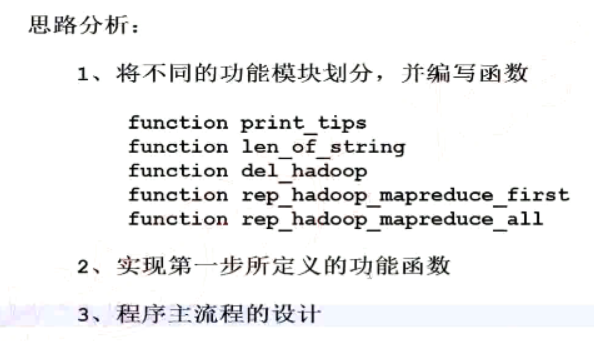 思路分析：
1、将不同的功能模块划分，并编写函数
function print_tips
function len_of_string
function del_hadoop
function rep_hadoop_mapreduce_first
function rep_hadoop_mapreduce_all
2、实现第一步所定义的功能函数
3、程序主流程的设计